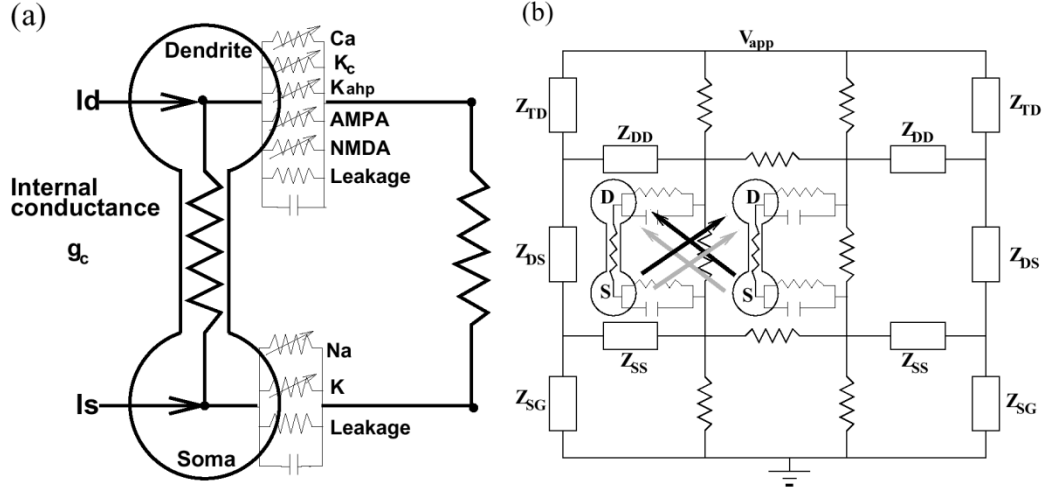 (a)
Dendrite
Ca
Kc
Kahp
AMPA
NMDA
Leakage
Id
Internal
conductance
gc
Na
K
Leakage
Is
Soma
(b)
Vapp
ZTD
ZTD
ZDD
ZDD
D
D
ZDS
ZDS
S
S
ZSS
ZSS
ZSG
ZSG